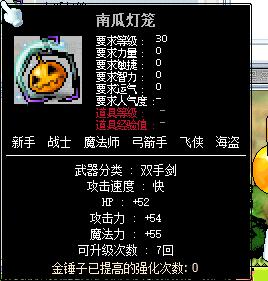 南瓜灯笼
要求等级： 30
要求力量： 0
要求敏捷： 0
要求智力： 0
要求运气： 0
要求人气度： -
道具等级： -
道具经验值： -
新手 战士 魔法师 弓箭手 飞侠 海盗
武器分类 ： 双手剑
攻击速度 ： 快
HP ： +52
攻击力 ： +54
魔法力 ： +55
可升级次数 ： 7回
金锤子已提高的强化次数: 0